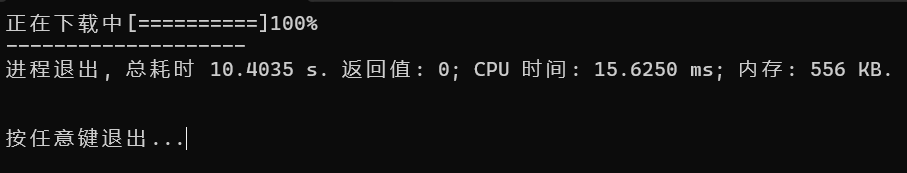 正在下载中[==========]100%
--------------------
进程退出, 总耗时 10.4035 s. 返回值: 0; CPU 时间: 15.6250 ms; 内存: 556 KB.
按任意键退出...